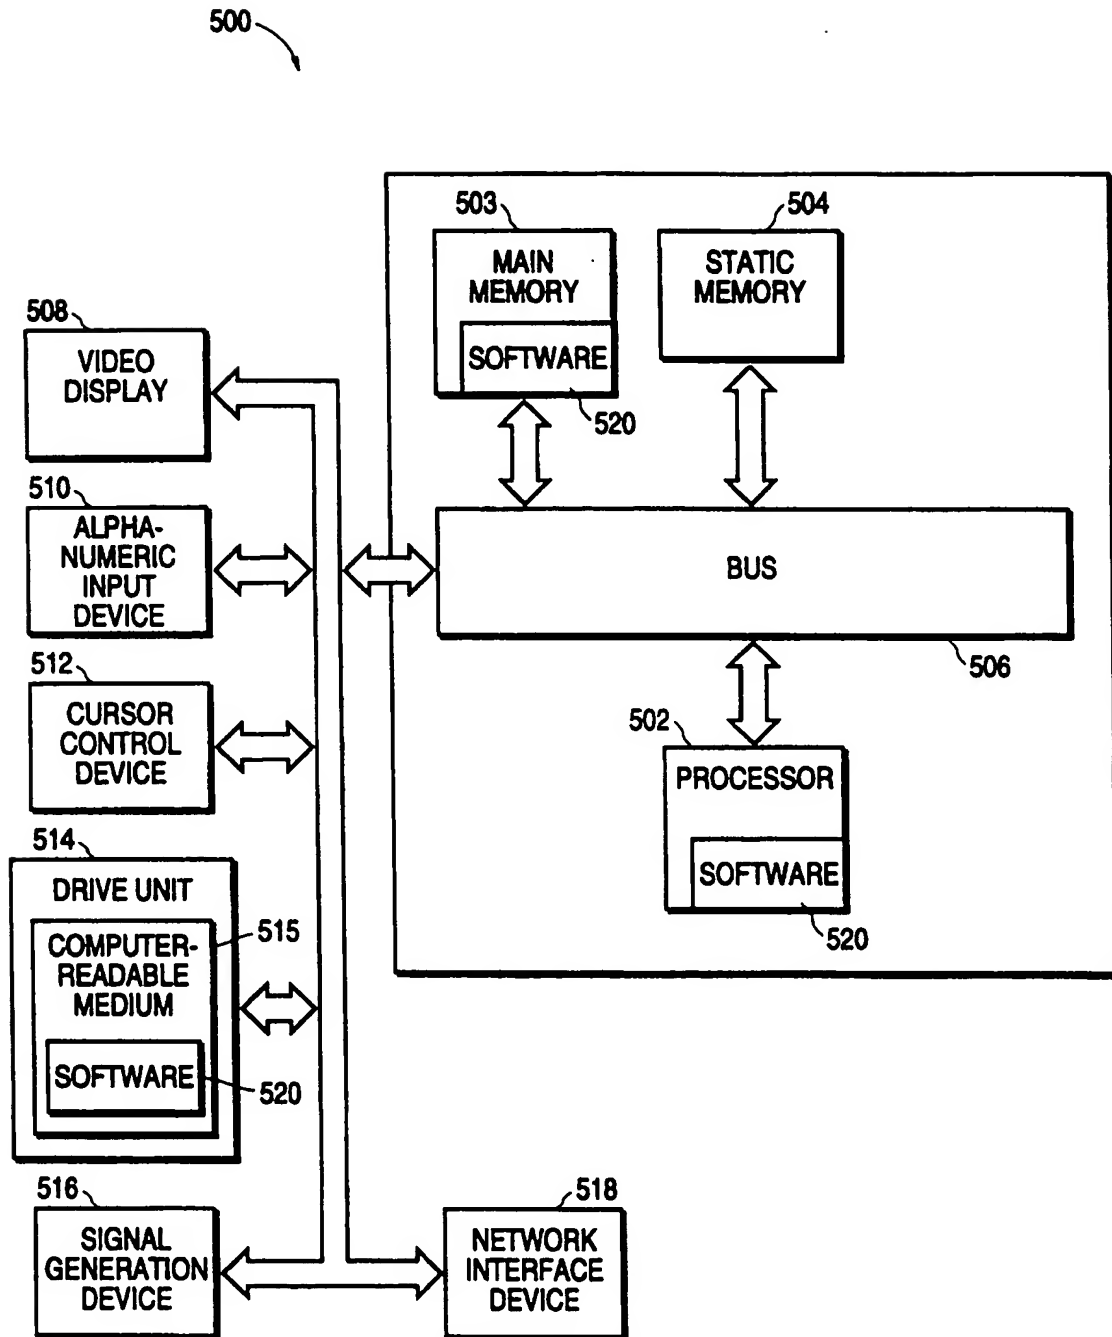 500
503
MAIN
MEMORY
SOFTWARE
520
504
STATIC
MEMORY
508
VIDEO
DISPLAY
510
ALPHA-
NUMERIC
INPUT
DEVICE
BUS
506
512
CURSOR
CONTROL
DEVICE
502
PROCESSOR
SOFTWARE
520
514
DRIVE UNIT
COMPUTER-
READABLE
MEDIUM
515
SOFTWARE
520
516
SIGNAL
GENERATION
DEVICE
518
NETWORK
INTERFACE
DEVICE